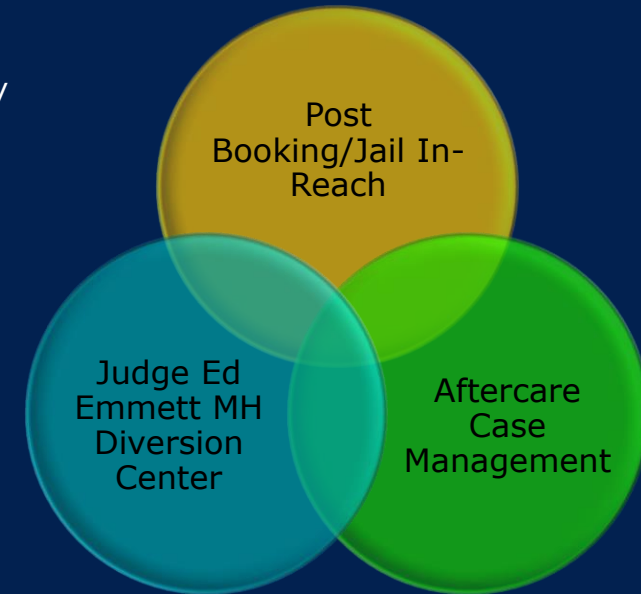 Post
Booking/Jail In-
Reach
Judge Ed
Emmett MH
Diversion
Center
Aftercare
Case
Management